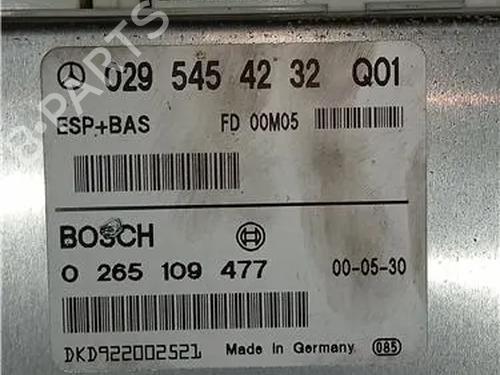 029 545 42 32 Q01
ESP+BAS FD 00M05
BOSCH
0 265 109 477 00-05-30
DKD922002521 Made in Germany 085
B-PARTS